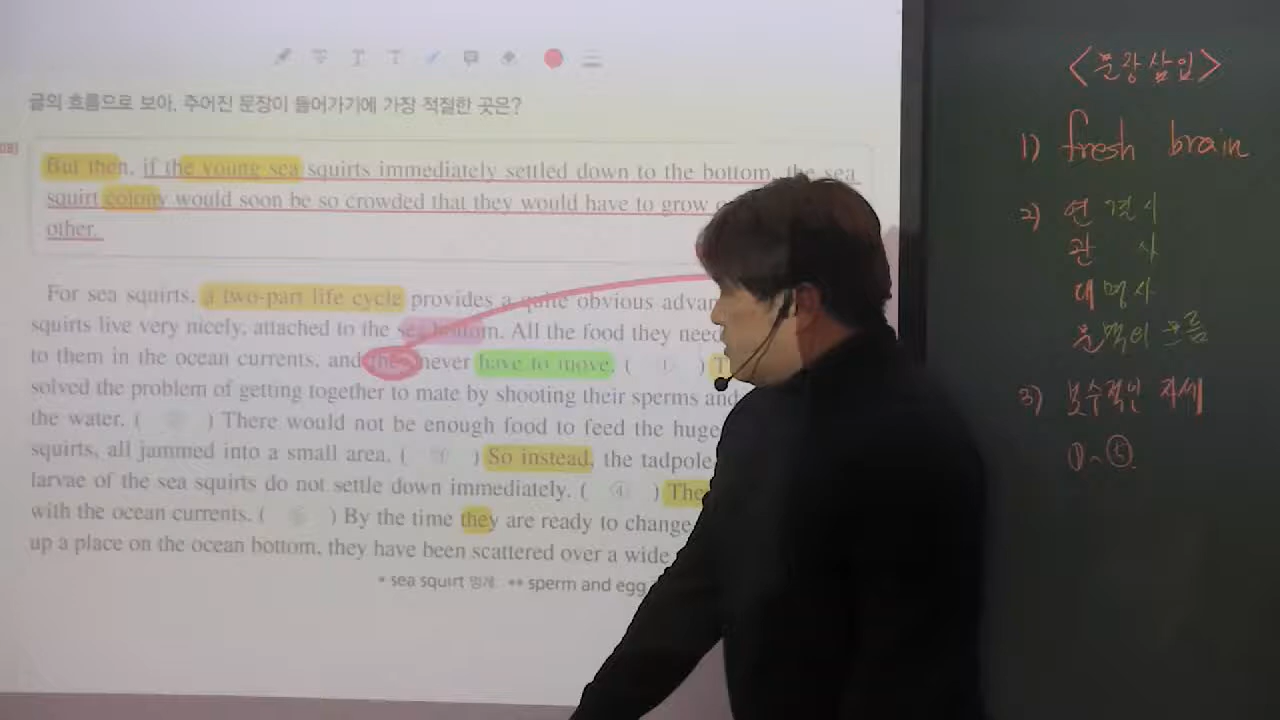 글의 흐름으로 보아, 주어진 문장이 들어가기에 가장 적절한 곳은?
But then, if the young sea squirts immediately settled down to the bottom, the sea
squirt colony would soon be so crowded that they would have to grow
other.
For sea squirts, a two-part life cycle provides a quite obvious
squirts live very nicely, attached to the sea bottom. All the food they need
to them in the ocean currents, and they never have to move. ( ① )
solved the problem of getting together to mate by shooting their sperms and
the water. ( ② ) There would not be enough food to feed the huge
squirts, all jammed into a small area. ( ③ ) So instead, the tadpole
larvae of the sea squirts do not settle down immediately. ( ④ )
with the ocean currents. ( ⑤ ) By the time they are ready to change
up a place on the ocean bottom, they have been scattered over a wide
* sea squirt 멍게 ** sperm and egg
<문장삽입>
1) fresh brain
2) 연결사
관 사
대명사
문맥의 흐름
3) 보수적인 자세
①~⑤